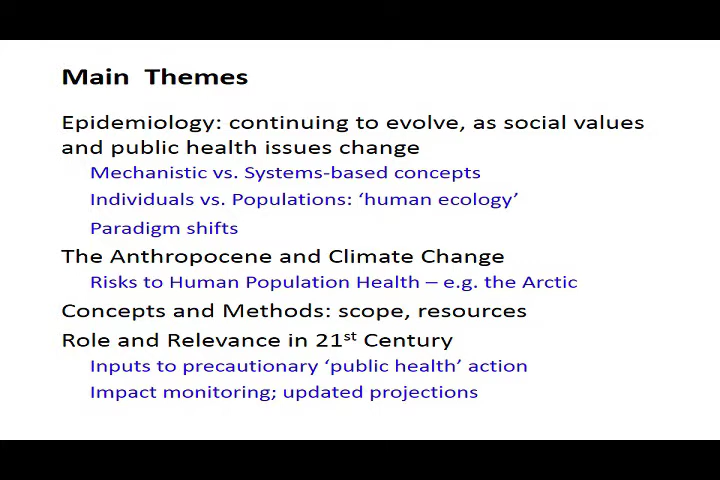 Main Themes
Epidemiology: continuing to evolve, as social values
and public health issues change
Mechanistic vs. Systems-based concepts
Individuals vs. Populations: ‘human ecology’
Paradigm shifts
The Anthropocene and Climate Change
Risks to Human Population Health – e.g. the Arctic
Concepts and Methods: scope, resources
Role and Relevance in 21st Century
Inputs to precautionary ‘public health’ action
Impact monitoring; updated projections